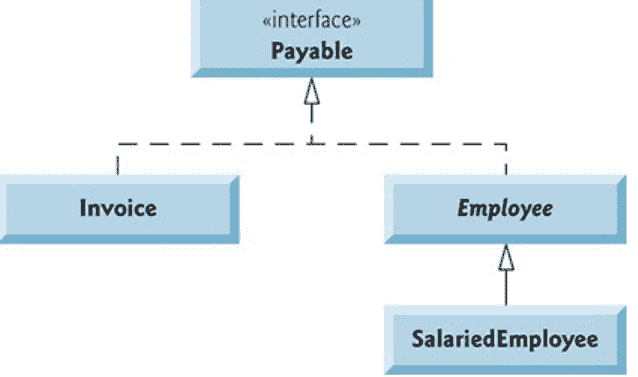 «interface»
Payable
Invoice
Employee
SalariedEmployee